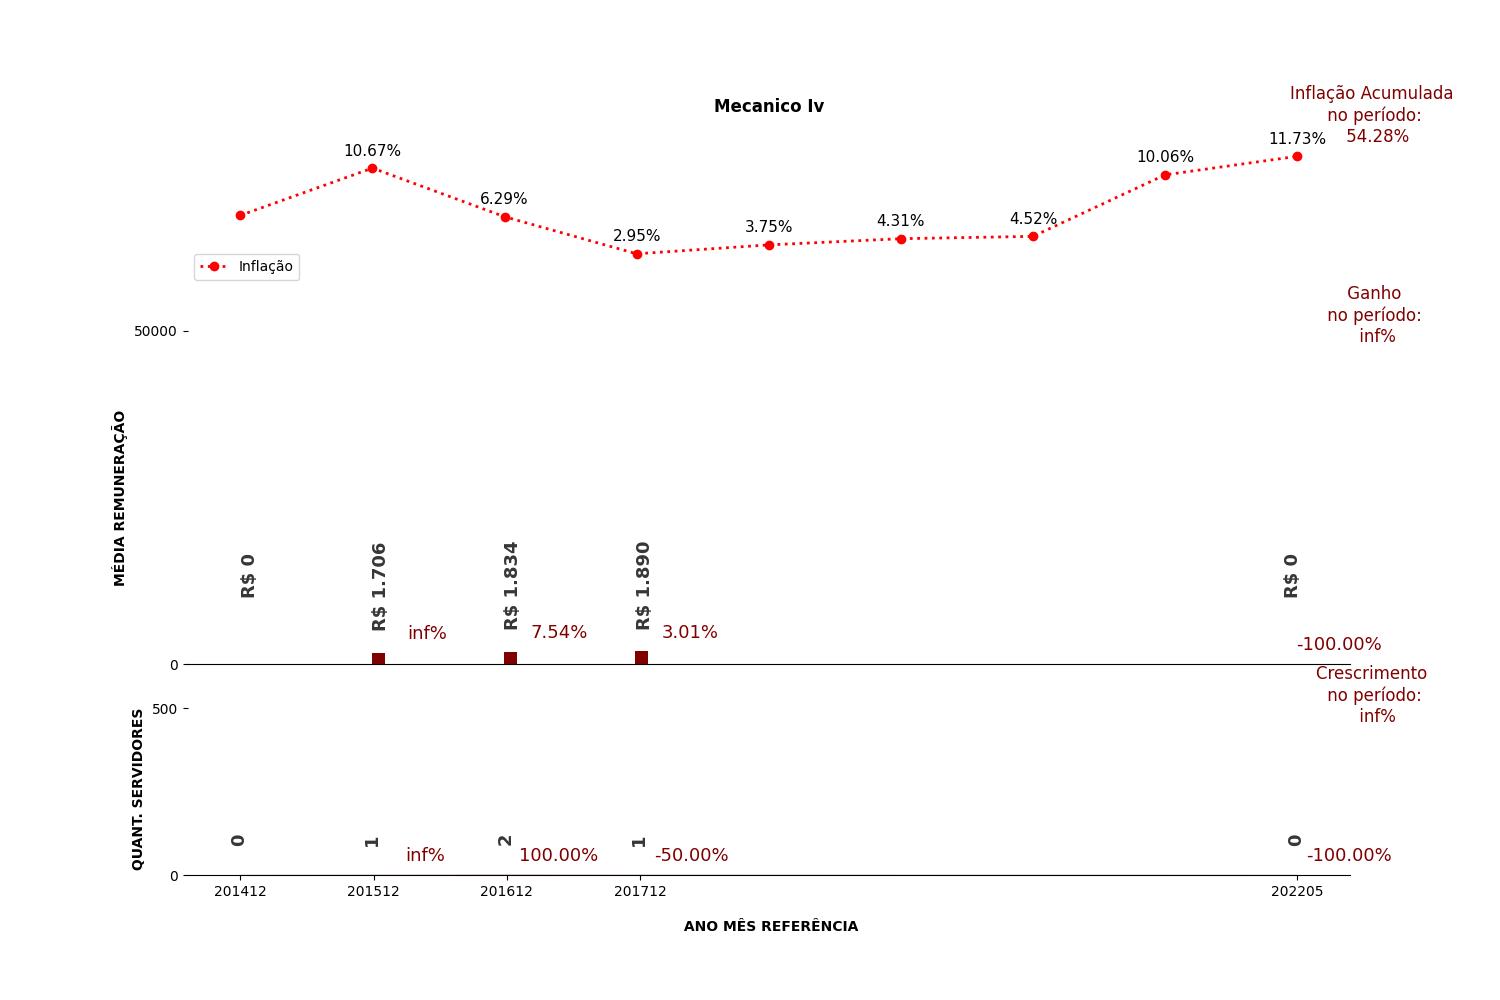 Mecanico Iv
Inflação Acumulada
no período:
54.28%
10.67%
6.29%
2.95%
3.75%
4.31%
4.52%
10.06%
11.73%
Inflação
Ganho
no período:
inf%
50000
0
MÉDIA REMUNERAÇÃO
R$ 0
R$ 1.706
R$ 1.834
R$ 1.890
R$ 0
inf%
7.54%
3.01%
-100.00%
Crescrimento
no período:
inf%
500
0
QUANT. SERVIDORES
0
1
2
1
0
inf%
100.00%
-50.00%
-100.00%
201412
201512
201612
201712
202205
ANO MÊS REFERÊNCIA